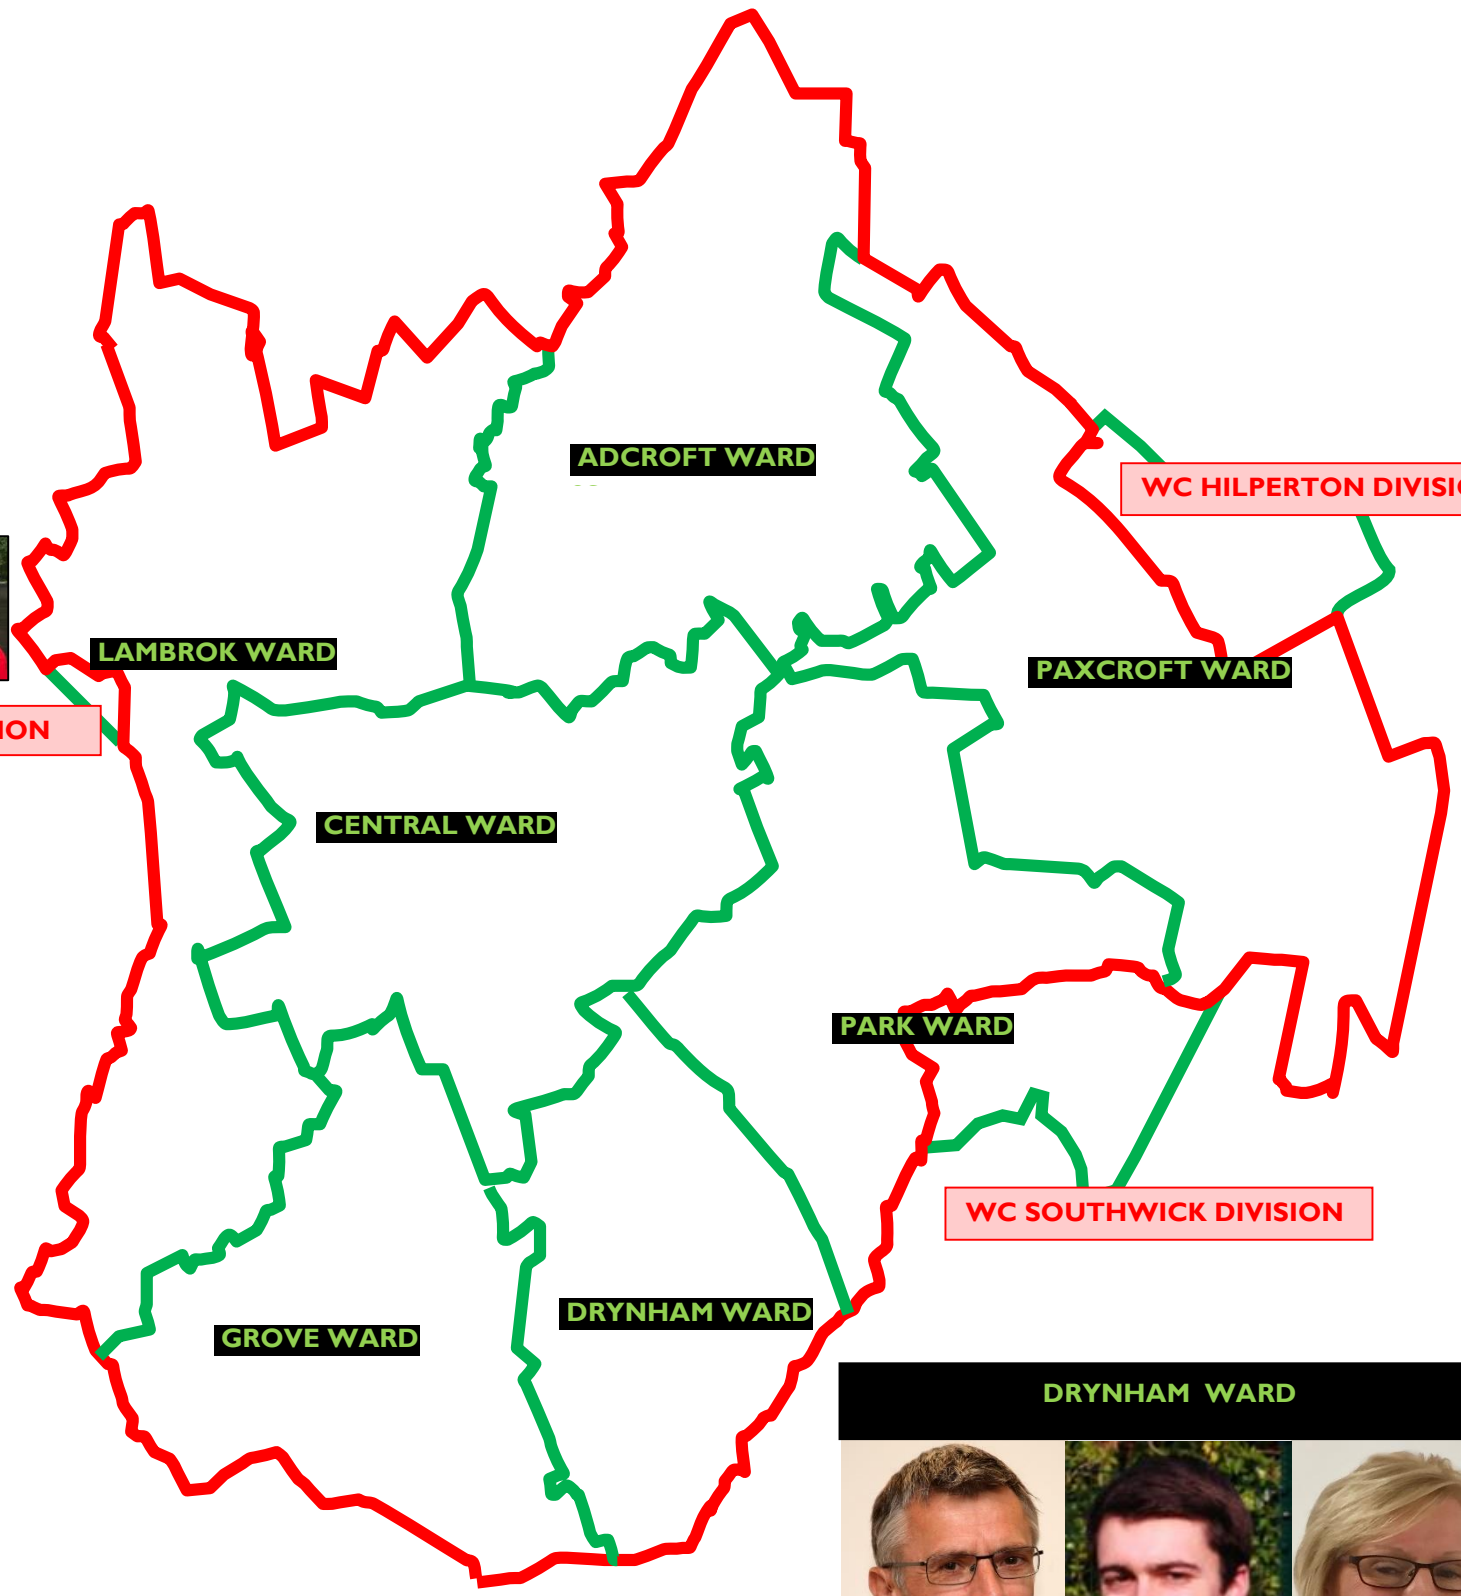 ADCROFT WARD
WC HILPERTON DIVISI
LAMBROK WARD
PAXCROFT WARD
ION
CENTRAL WARD
PARK WARD
WC SOUTHWICK DIVISION
DRYNHAM WARD
GROVE WARD
DRYNHAM WARD